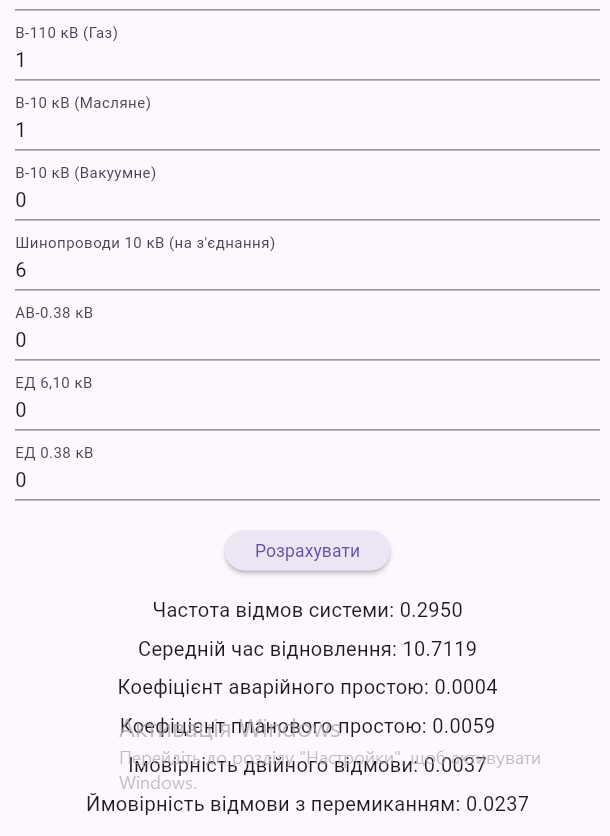 В-110 кВ (Газ)
1
В-10 кВ (Масляне)
1
В-10 кВ (Вакуумне)
0
Шинопроводи 10 кВ (на з'єднання)
6
АВ-0.38 кВ
0
ЕД 6,10 кВ
0
ЕД 0.38 кВ
0
Розрахувати
Частота відмов системи: 0.2950
Середній час відновлення: 10.7119
Коефіцієнт аварійного простою: 0.0004
Коефіцієнт планового простою: 0.0059
Активація Windows
Перейдіть до розділу "Настройки", щоб активувати
Імовірність двійного відмови: 0.0037
Windows.
Ймовірність відмови з перемиканням: 0.0237